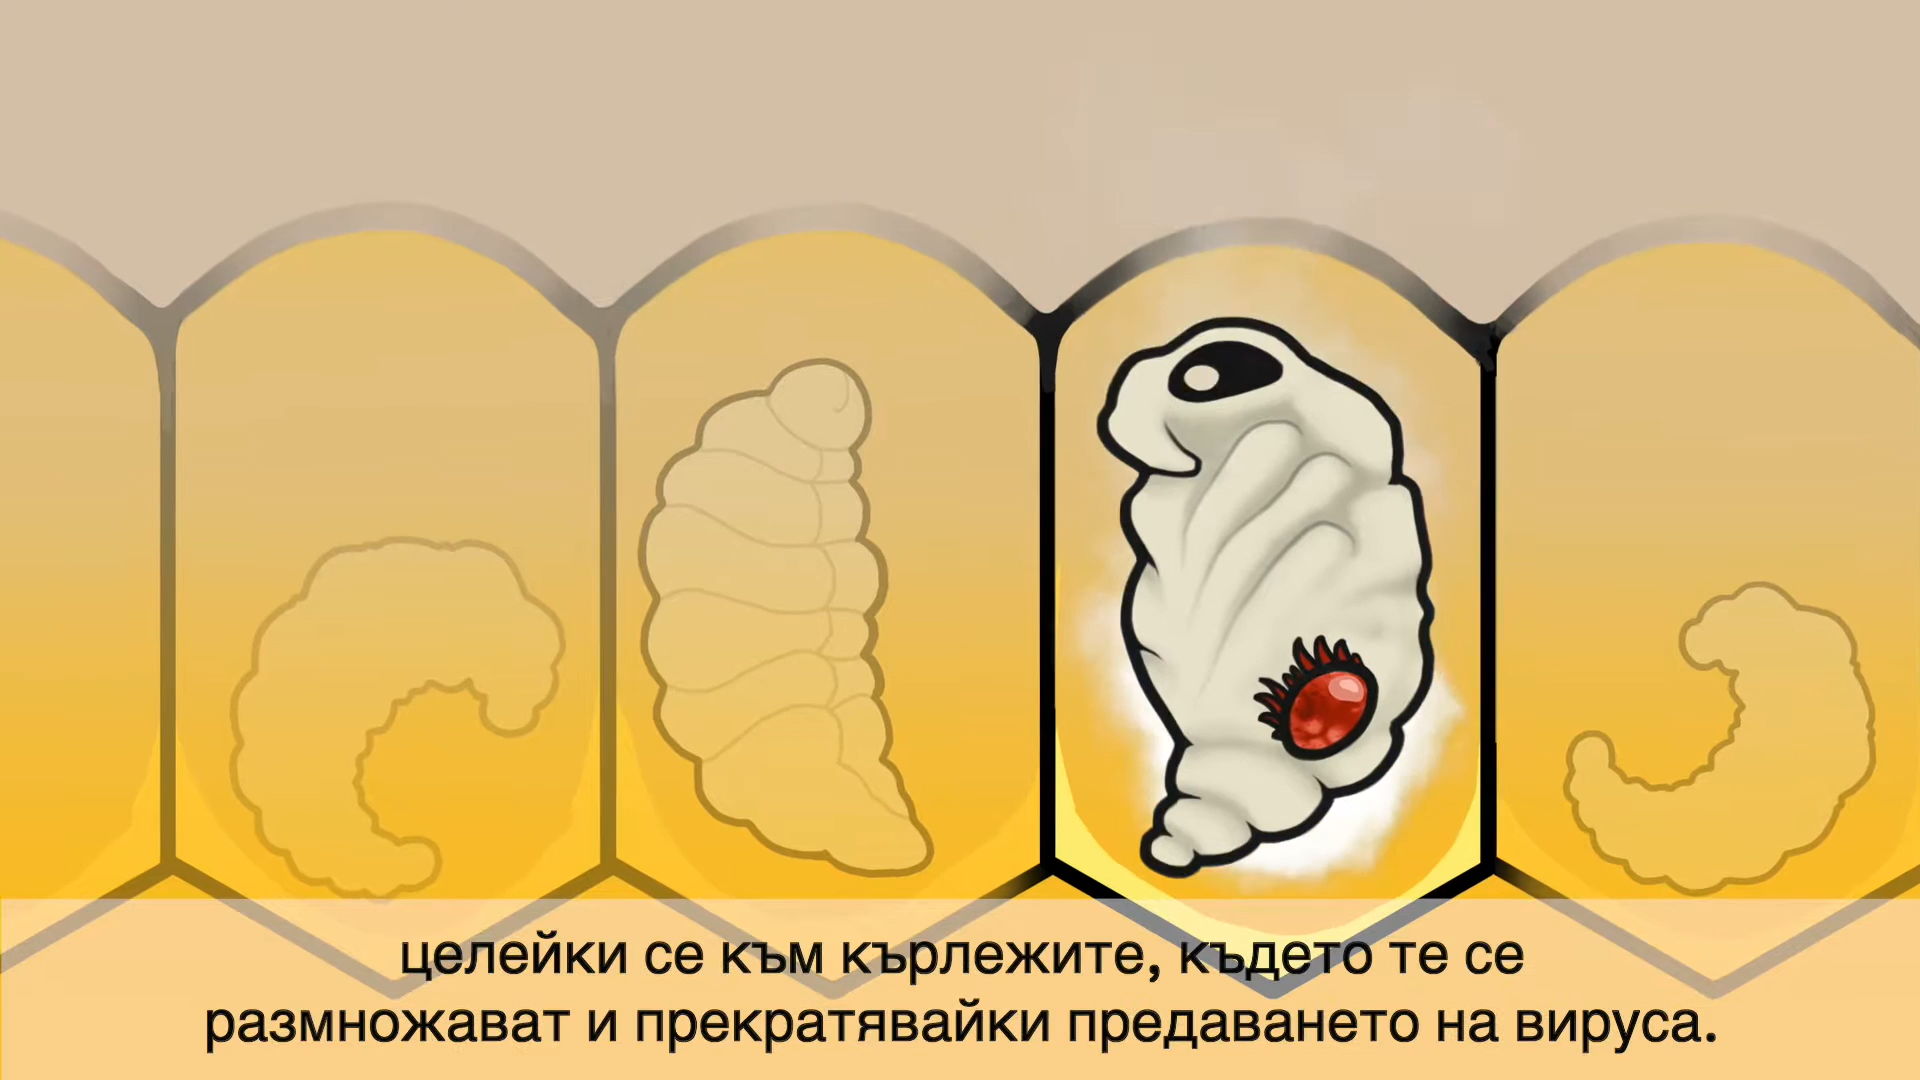 целейки се към кърлежите, където те се
размножават и прекратявайки предаването на вируса.